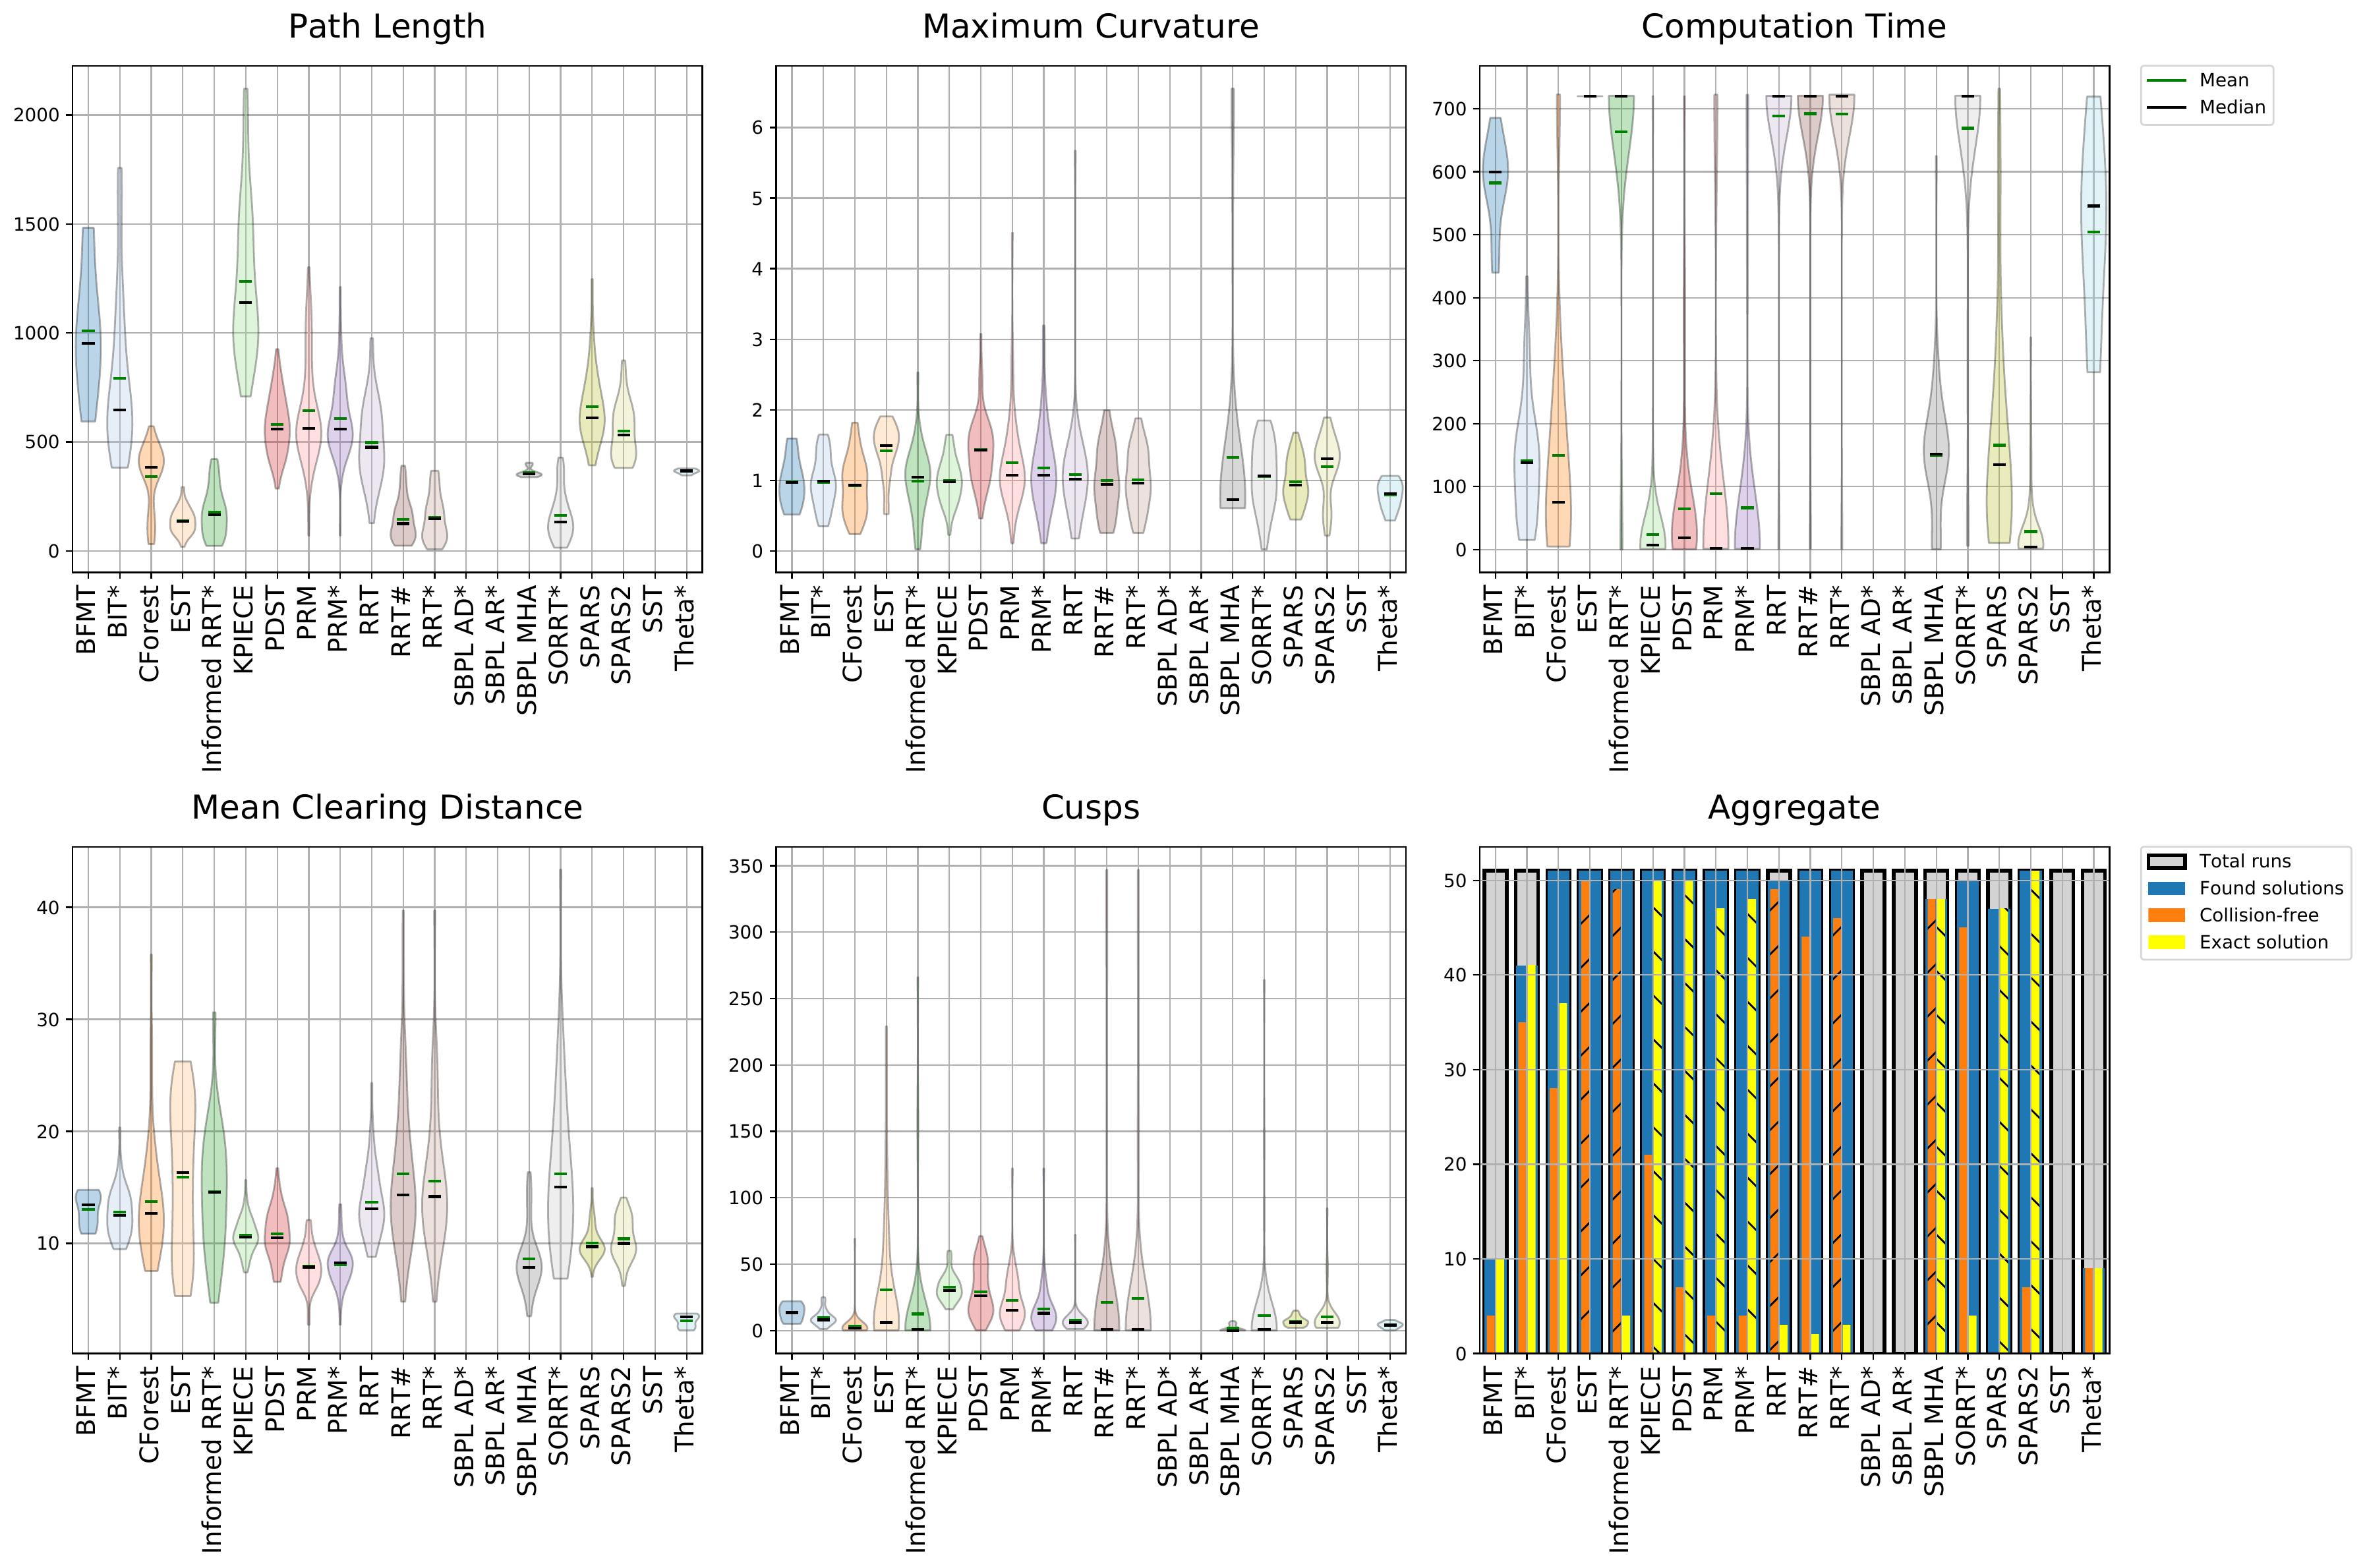 Path Length
2000
1500
1000
500
0
BFMT
BIT*
CForest
EST
Informed RRT*
KPIECE
PDST
PRM
PRM*
RRT
RRT#
RRT*
SBPL AD*
SBPL AR*
SBPL MHA
SORRT*
SPARS
SPARS2
SST
Theta*
Maximum Curvature
6
5
4
3
2
1
0
BFMT
BIT*
CForest
EST
Informed RRT*
KPIECE
PDST
PRM
PRM*
RRT
RRT#
RRT*
SBPL AD*
SBPL AR*
SBPL MHA
SORRT*
SPARS
SPARS2
SST
Theta*
Computation Time
700
600
500
400
300
200
100
0
BFMT
BIT*
CForest
EST
Informed RRT*
KPIECE
PDST
PRM
PRM*
RRT
RRT#
RRT*
SBPL AD*
SBPL AR*
SBPL MHA
SORRT*
SPARS
SPARS2
SST
Theta*
Mean
Median
Mean Clearing Distance
40
30
20
10
BFMT
BIT*
CForest
EST
Informed RRT*
KPIECE
PDST
PRM
PRM*
RRT
RRT#
RRT*
SBPL AD*
SBPL AR*
SBPL MHA
SORRT*
SPARS
SPARS2
SST
Theta*
Cusps
350
300
250
200
150
100
50
0
BFMT
BIT*
CForest
EST
Informed RRT*
KPIECE
PDST
PRM
PRM*
RRT
RRT#
RRT*
SBPL AD*
SBPL AR*
SBPL MHA
SORRT*
SPARS
SPARS2
SST
Theta*
Aggregate
50
40
30
20
10
0
BFMT
BIT*
CForest
EST
Informed RRT*
KPIECE
PDST
PRM
PRM*
RRT
RRT#
RRT*
SBPL AD*
SBPL AR*
SBPL MHA
SORRT*
SPARS
SPARS2
SST
Theta*
Total runs
Found solutions
Collision-free
Exact solution